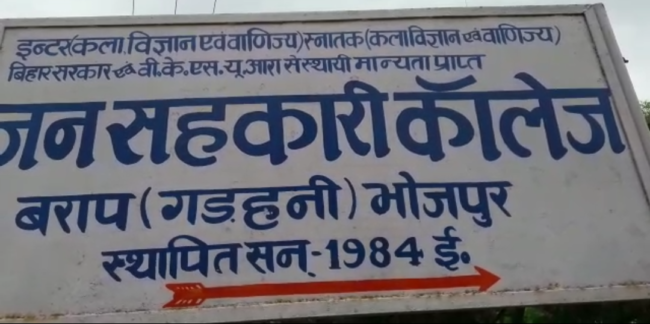 इन्टर(कला.विज्ञान एवं वाणिज्य)स्नातक(कला विज्ञान एवं वाणिज्य)
बिहार सरकार एवं वी.के.एस.यू.आरा से स्थायी मान्यता प्राप्त
जन सहकारी कॉलेज
बराप (गड़हनी) भोजपुर
स्थापित सन्-1984 ई.